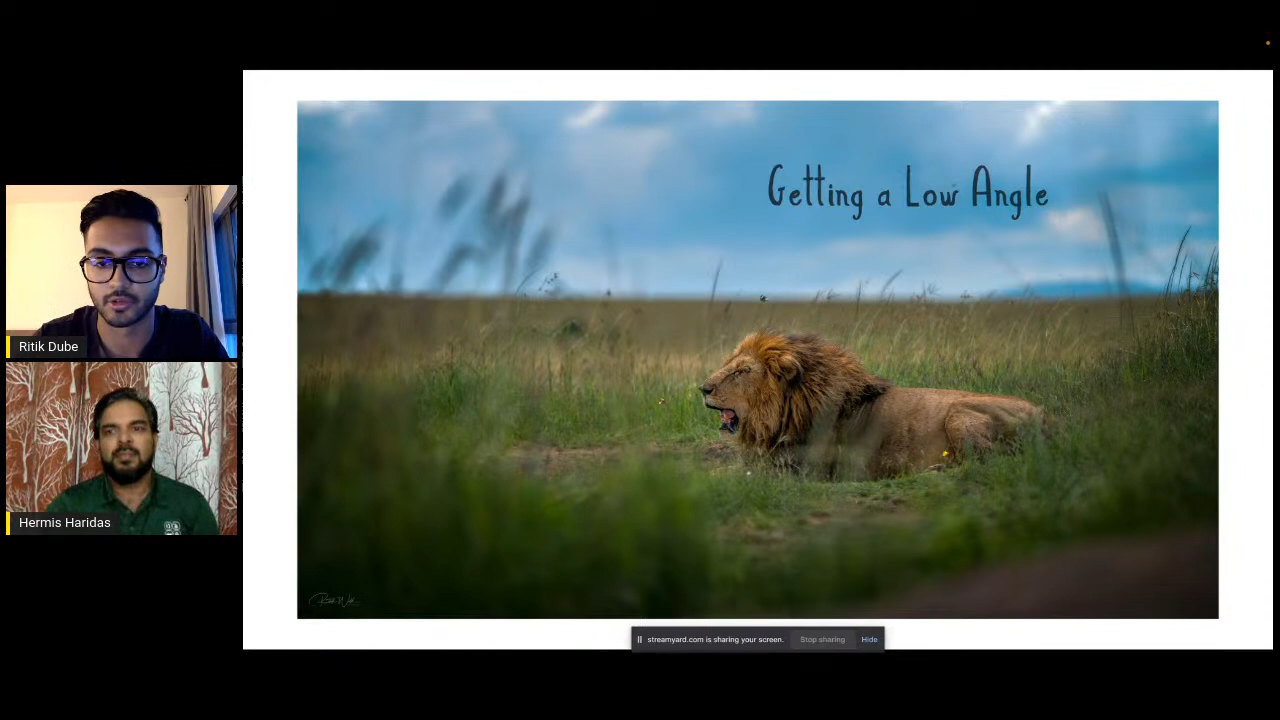 Getting a Low Angle
Ritik Dube
Hermis Haridas
streamyard.com is sharing your screen. Stop sharing Hide